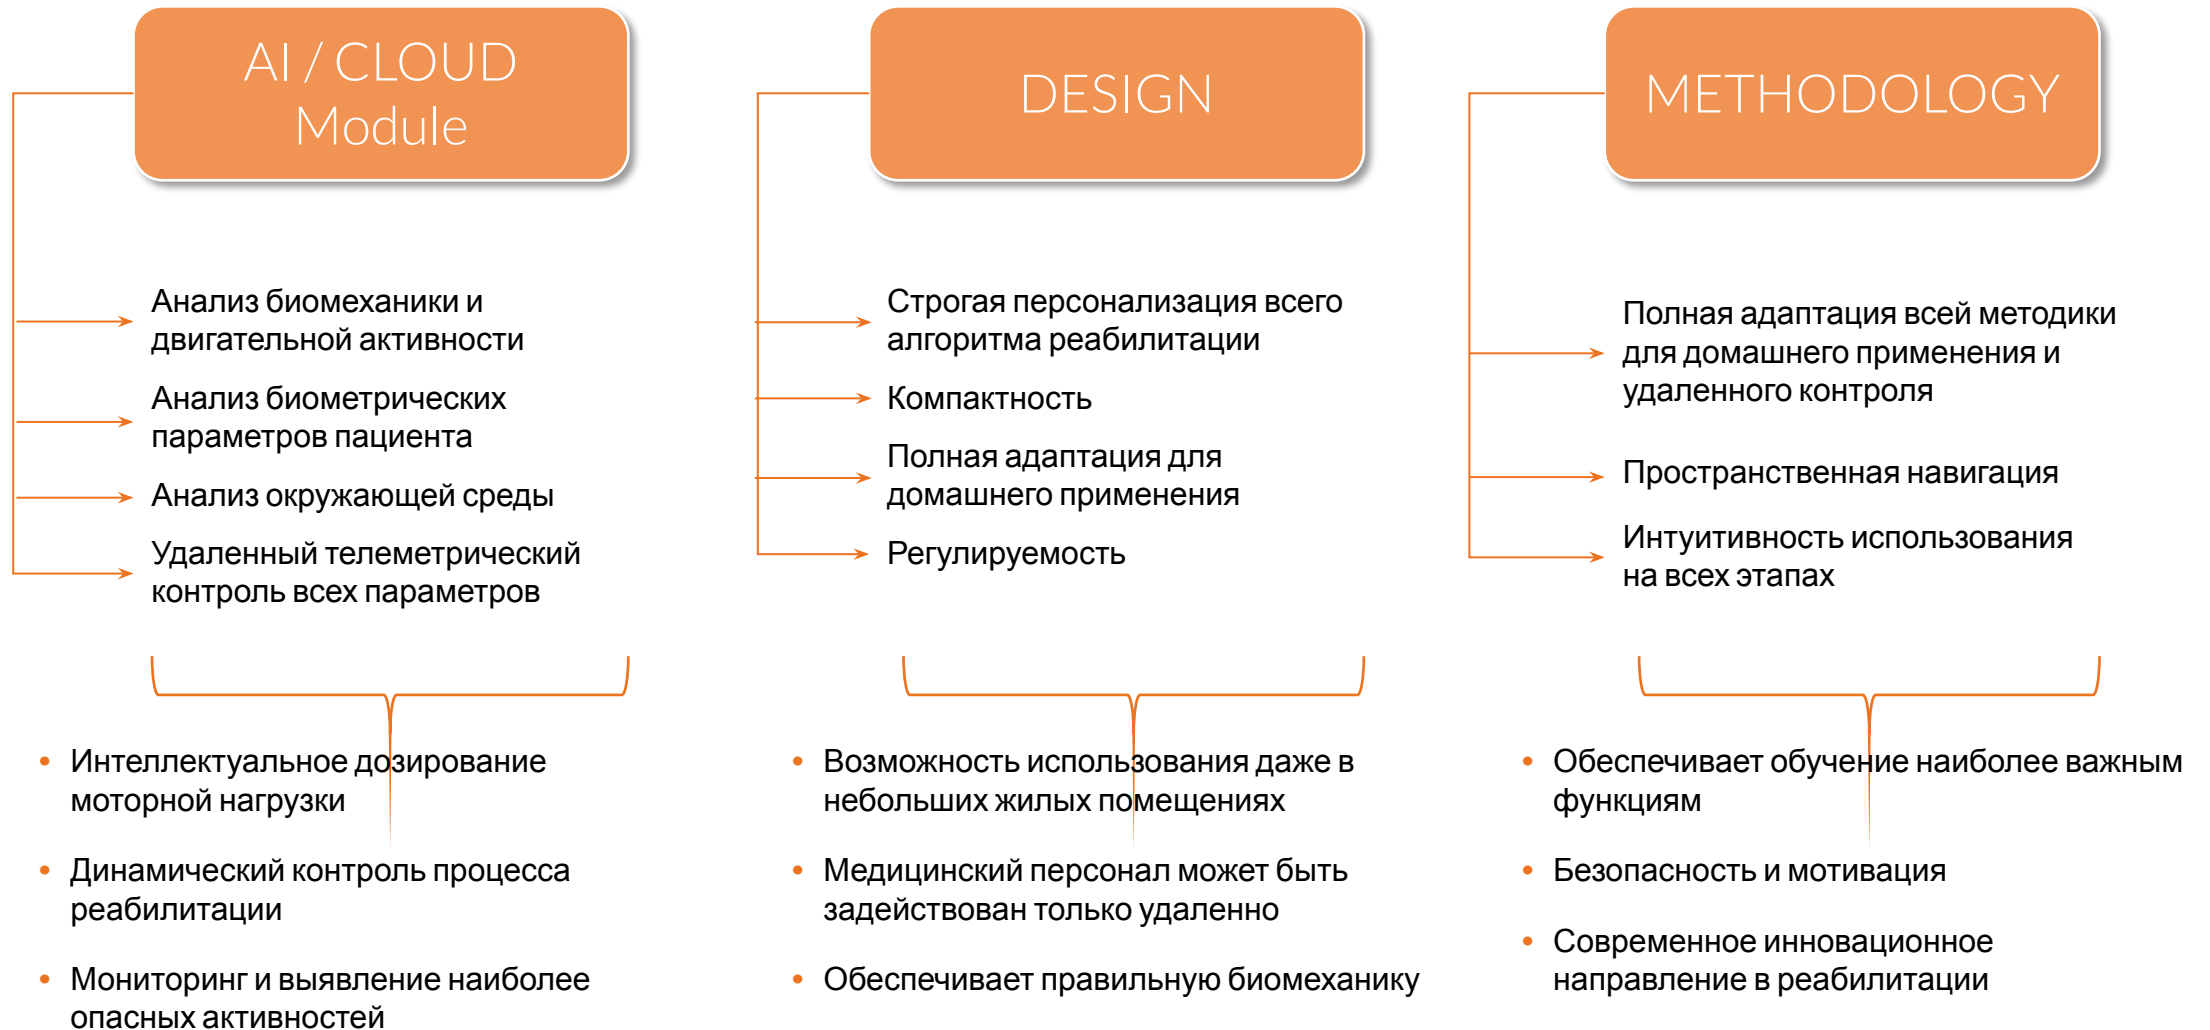 AI / CLOUD
Module
Анализ биомеханики и
двигательной активности
Анализ биометрических
параметров пациента
Анализ окружающей среды
Удаленный телеметрический
контроль всех параметров
• Интеллектуальное дозирование
моторной нагрузки
• Динамический контроль процесса
реабилитации
• Мониторинг и выявление наиболее
опасных активностей
DESIGN
Строгая персонализация всего
алгоритма реабилитации
Компактность
Полная адаптация для
домашнего применения
Регулируемость
• Возможность использования даже в
небольших жилых помещениях
• Медицинский персонал может быть
задействован только удаленно
• Обеспечивает правильную биомеханику
METHODOLOGY
Полная адаптация всей методики
для домашнего применения и
удаленного контроля
Пространственная навигация
Интуитивность использования
на всех этапах
• Обеспечивает обучение наиболее важным
функциям
• Безопасность и мотивация
• Современное инновационное
направление в реабилитации